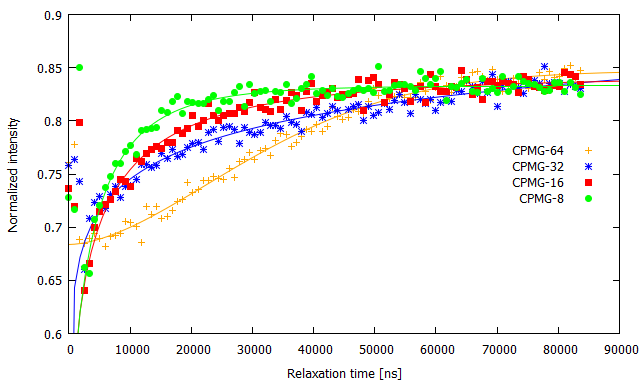 0.9
0.85
0.8
0.75
0.7
0.65
0.6
Normalized intensity
CPMG-64
CPMG-32
CPMG-16
CPMG-8
0 10000 20000 30000 40000 50000 60000 70000 80000 90000
Relaxation time [ns]